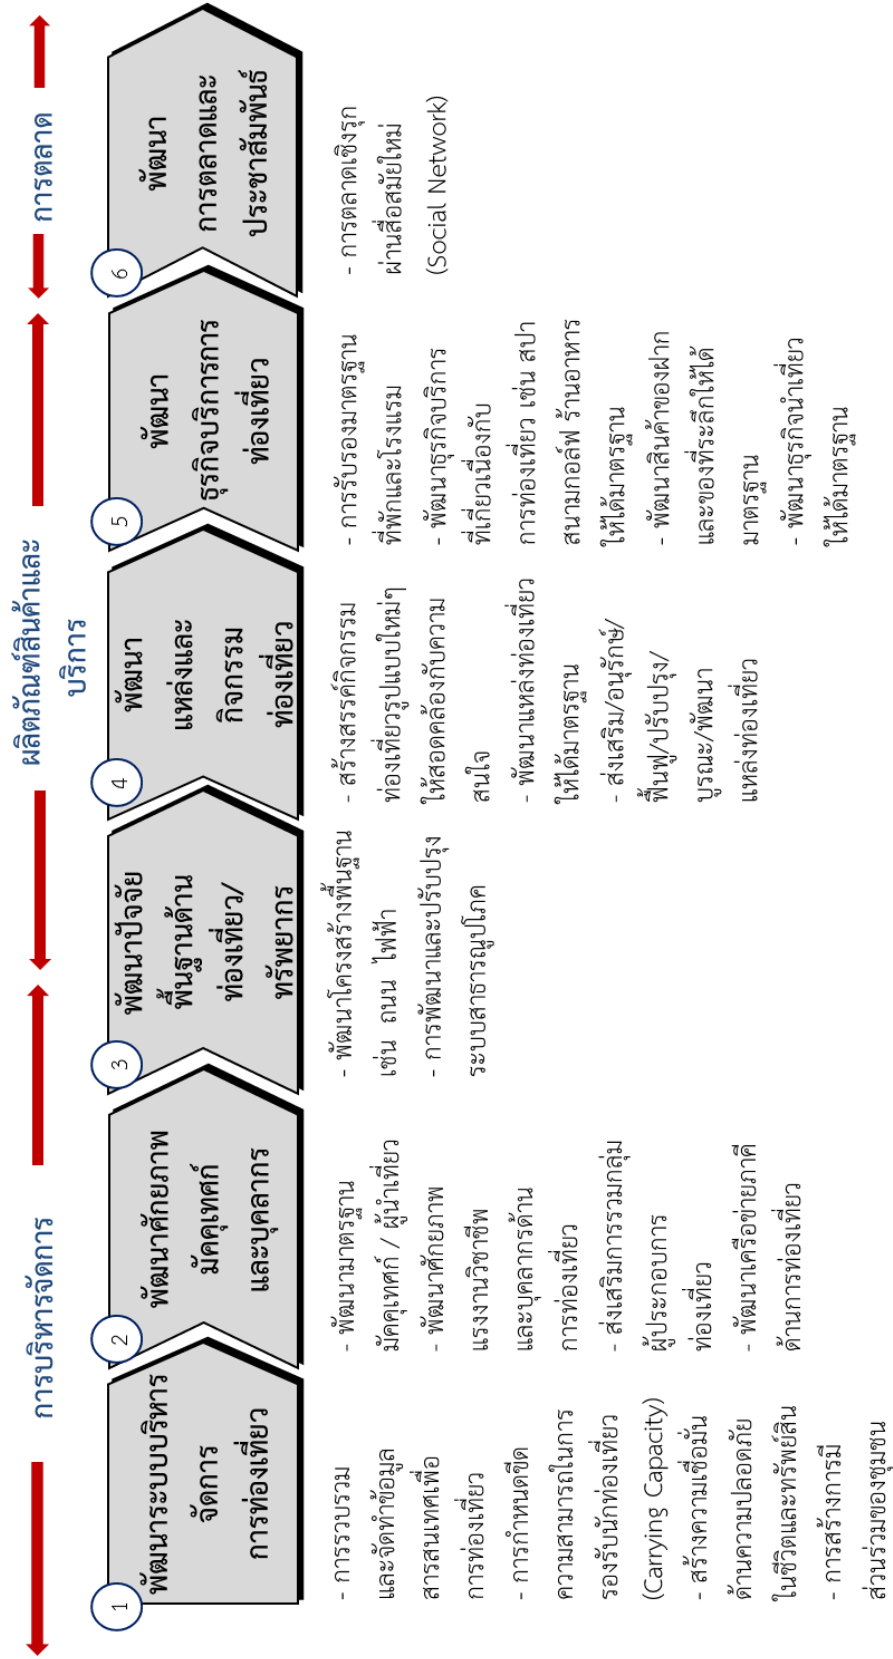 การบริหารจัดการ
ผลิตภัณฑ์สินค้าและ
บริการ
การตลาด
1
พัฒนาระบบบริหาร
จัดการ
การท่องเที่ยว
- การรวบรวม
และจัดทำข้อมูล
สารสนเทศเพื่อ
การท่องเที่ยว
- การกำหนดขีด
ความสามารถในการ
รองรับนักท่องเที่ยว
(Carrying Capacity)
- สร้างความเชื่อมั่น
ด้านความปลอดภัย
ในชีวิตและทรัพย์สิน
- การสร้างการมี
ส่วนร่วมของชุมชน
2
พัฒนาศักยภาพ
มัคคุเทศก์
และบุคลากร
- พัฒนามาตรฐาน
มัคคุเทศก์ / ผู้นำเที่ยว
- พัฒนาศักยภาพ
แรงงานวิชาชีพ
และบุคลากรด้าน
การท่องเที่ยว
- ส่งเสริมการรวมกลุ่ม
ผู้ประกอบการ
ท่องเที่ยว
- พัฒนาเครือข่ายภาคี
ด้านการท่องเที่ยว
3
พัฒนาปัจจัย
พื้นฐานด้าน
ท่องเที่ยว/
ทรัพยากร
- พัฒนาโครงสร้างพื้นฐาน
เช่น ถนน ไฟฟ้า
- การพัฒนาและปรับปรุง
ระบบสาธารณูปโภค
4
พัฒนา
แหล่งและ
กิจกรรม
ท่องเที่ยว
- สร้างสรรค์กิจกรรม
ท่องเที่ยวรูปแบบใหม่ๆ
ให้สอดคล้องกับความ
สนใจ
- พัฒนาแหล่งท่องเที่ยว
ให้ได้มาตรฐาน
- ส่งเสริม/อนุรักษ์/
ฟื้นฟู/ปรับปรุง/
บูรณะ/พัฒนา
แหล่งท่องเที่ยว
5
พัฒนา
ธุรกิจบริการการ
ท่องเที่ยว
- การรับรองมาตรฐาน
ที่พักและโรงแรม
- พัฒนาธุรกิจบริการ
ที่เกี่ยวเนื่องกับ
การท่องเที่ยว เช่น สปา
สนามกอล์ฟ ร้านอาหาร
ให้ได้มาตรฐาน
- พัฒนาสินค้าของฝาก
และของที่ระลึกให้ได้
มาตรฐาน
- พัฒนาธุรกิจนำเที่ยว
ให้ได้มาตรฐาน
6
พัฒนา
การตลาดและ
ประชาสัมพันธ์
- การตลาดเชิงรุก
ผ่านสื่อสมัยใหม่
(Social Network)